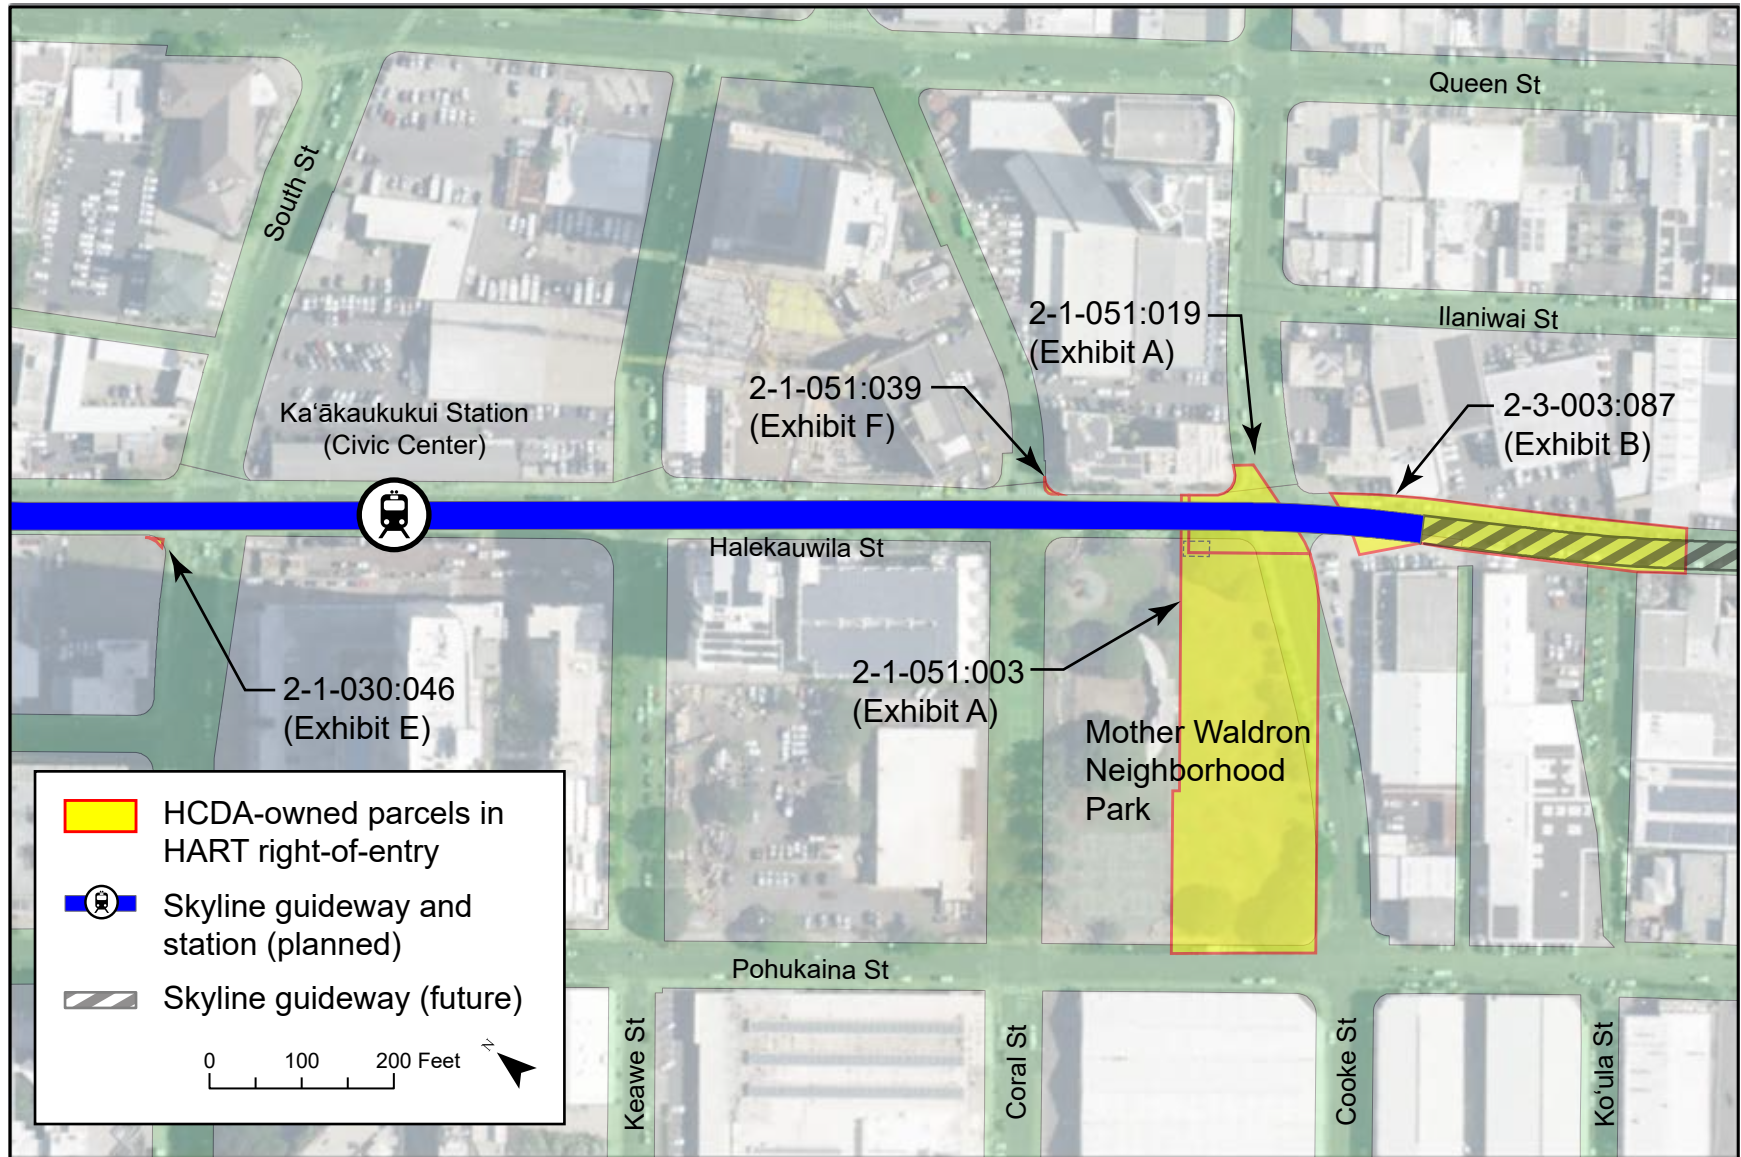 Queen St
South St
Ilaniwai St
2-1-051:019
(Exhibit A)
2-1-051:039
(Exhibit F)
2-3-003:087
(Exhibit B)
Kaʻākaukukui Station
(Civic Center)
Halekauwila St
2-1-030:046
(Exhibit E)
2-1-051:003
(Exhibit A)
Mother Waldron
Neighborhood
Park
HCDA-owned parcels in
HART right-of-entry
Skyline guideway and
station (planned)
Skyline guideway (future)
0 100 200 Feet
N
Pohukaina St
Keawe St
Coral St
Cooke St
Koʻula St